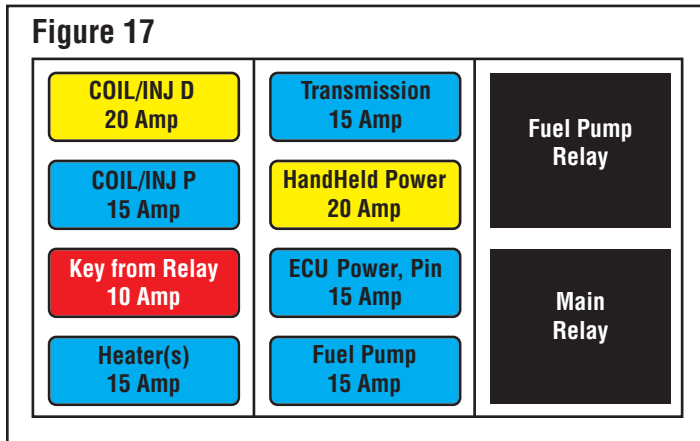 Figure 17
COIL/INJ D
20 Amp
COIL/INJ P
15 Amp
Key from Relay
10 Amp
Heater(s)
15 Amp
Transmission
15 Amp
HandHeld Power
20 Amp
ECU Power, Pin
15 Amp
Fuel Pump
15 Amp
Fuel Pump
Relay
Main
Relay